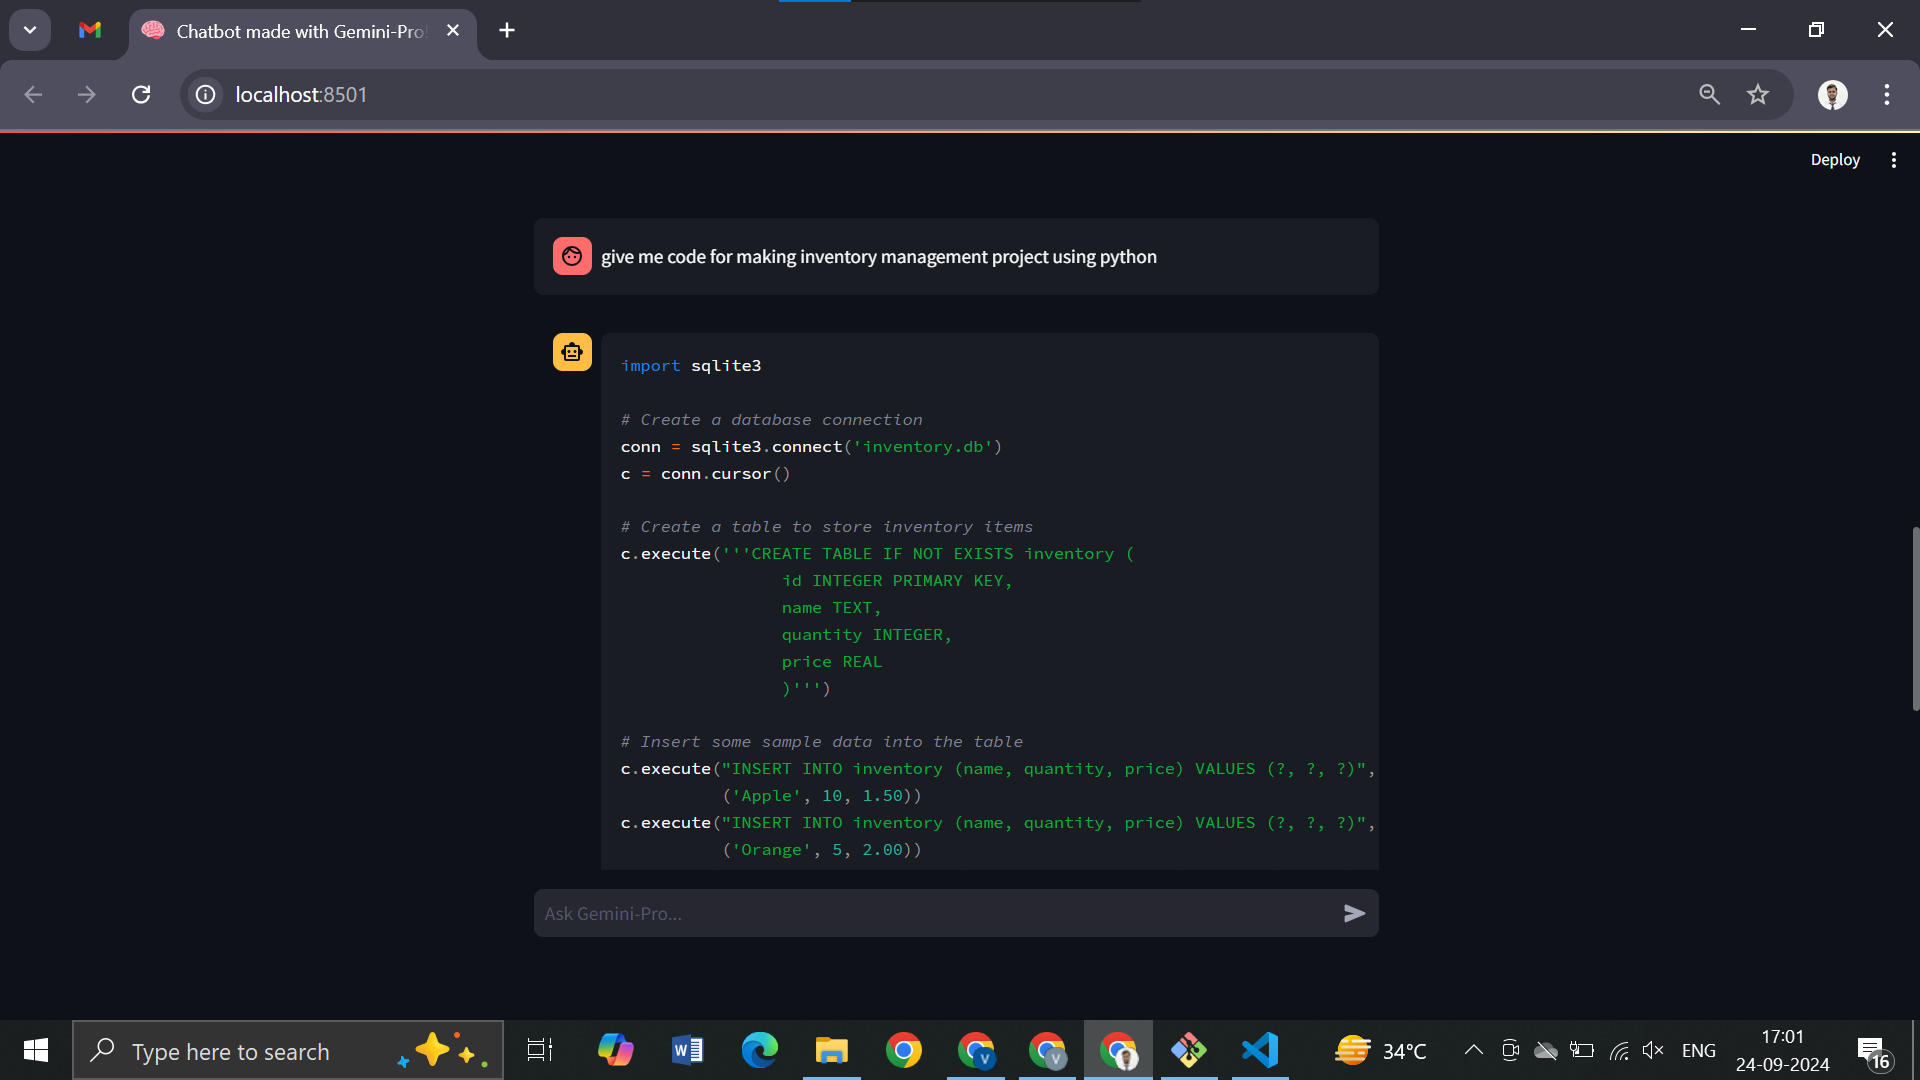 Chatbot made with Gemini-Pro!
localhost:8501
Deploy
give me code for making inventory management project using python
import sqlite3
# Create a database connection
conn = sqlite3.connect('inventory.db')
c = conn.cursor()
# Create a table to store inventory items
c.execute('''CREATE TABLE IF NOT EXISTS inventory (
id INTEGER PRIMARY KEY,
name TEXT,
quantity INTEGER,
price REAL
)''')
# Insert some sample data into the table
c.execute("INSERT INTO inventory (name, quantity, price) VALUES (?, ?, ?)",
('Apple', 10, 1.50))
c.execute("INSERT INTO inventory (name, quantity, price) VALUES (?, ?, ?)",
('Orange', 5, 2.00))
Ask Gemini-Pro...
Type here to search
W
V
V
34°C
ENG
17:01
24-09-2024
16